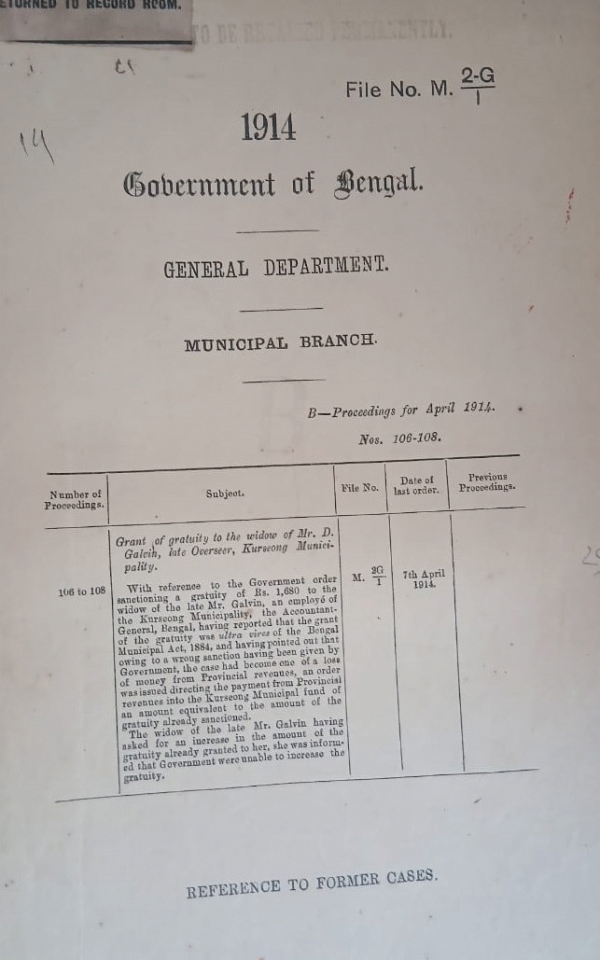 RETURNED TO RECORD ROOM.
TO BE RETAINED PERMANENTLY.
File No. M. 2-G/1
14
1914
Government of Bengal.
GENERAL DEPARTMENT.
MUNICIPAL BRANCH.
B—Proceedings for April 1914.
Nos. 106-108.
Number of Proceedings.
Subject.
File No.
Date of last order.
Previous Proceedings.
Grant of gratuity to the widow of Mr. D.
Galvin, late Overseer, Kurseong Munici-
pality.
106 to 108
With reference to the Government order
sanctioning a gratuity of Rs. 1,680 to the
widow of the late Mr. Galvin, an employé of
the Kurseong Municipality, the Accountant-
General, Bengal, having reported that the grant
of the gratuity was ultra vires of the Bengal
Municipal Act, 1884, and having pointed out that
owing to a wrong sanction having been given by
Government, the case had become one of a loss
of money from Provincial revenues, an order
was issued directing the payment from Provincial
revenues into the Kurseong Municipal fund of
an amount equivalent to the amount of the
gratuity already sanctioned.
The widow of the late Mr. Galvin having
asked for an increase in the amount of the
gratuity already granted to her, she was inform-
ed that Government were unable to increase the
gratuity.
M. 2G/1
7th April
1914.
REFERENCE TO FORMER CASES.